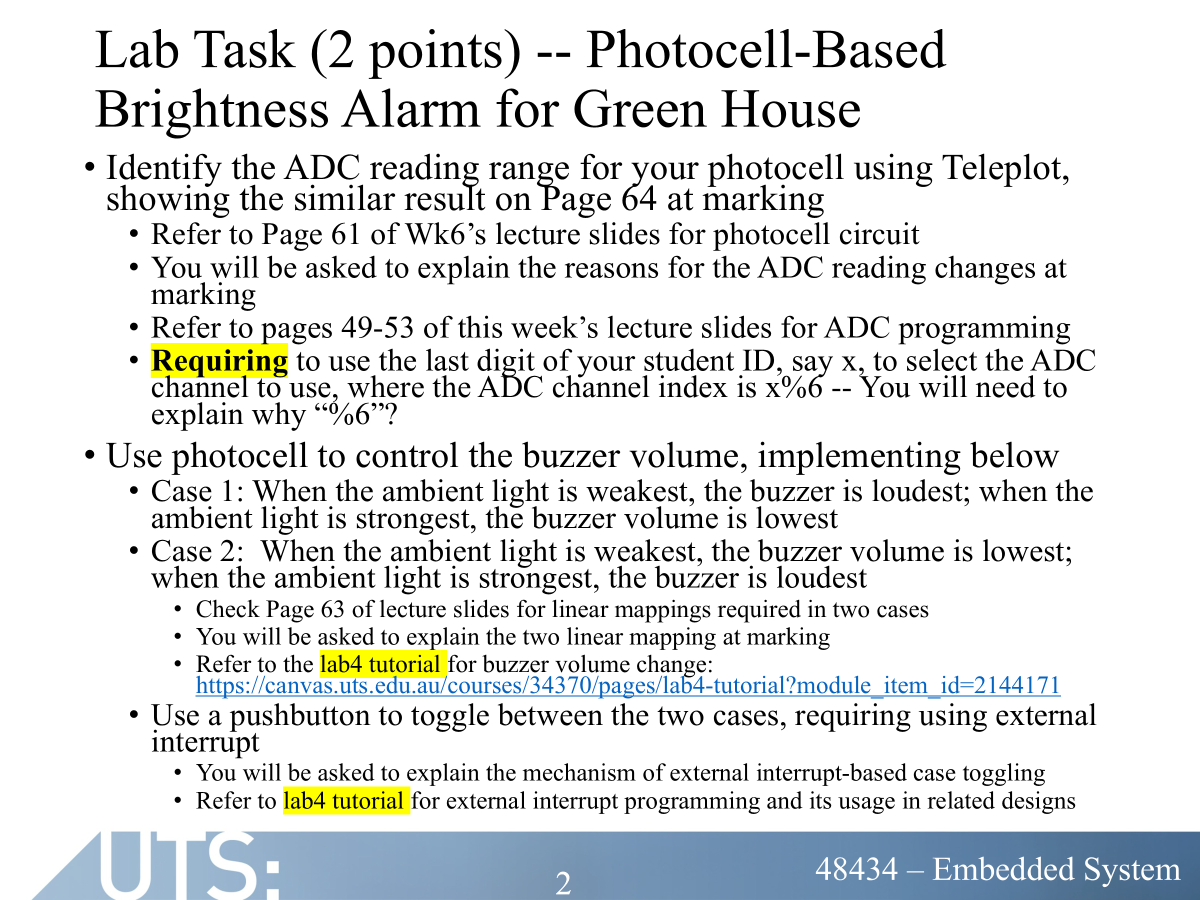 Lab Task (2 points) -- Photocell-Based
Brightness Alarm for Green House
• Identify the ADC reading range for your photocell using Teleplot,
showing the similar result on Page 64 at marking
• Refer to Page 61 of Wk6’s lecture slides for photocell circuit
• You will be asked to explain the reasons for the ADC reading changes at
marking
• Refer to pages 49-53 of this week’s lecture slides for ADC programming
• Requiring to use the last digit of your student ID, say x, to select the ADC
channel to use, where the ADC channel index is x%6 -- You will need to
explain why “%6”?
• Use photocell to control the buzzer volume, implementing below
• Case 1: When the ambient light is weakest, the buzzer is loudest; when the
ambient light is strongest, the buzzer volume is lowest
• Case 2:  When the ambient light is weakest, the buzzer volume is lowest;
when the ambient light is strongest, the buzzer is loudest
• Check Page 63 of lecture slides for linear mappings required in two cases
• You will be asked to explain the two linear mapping at marking
• Refer to the lab4 tutorial for buzzer volume change:
https://canvas.uts.edu.au/courses/34370/pages/lab4-tutorial?module_item_id=2144171
• Use a pushbutton to toggle between the two cases, requiring using external
interrupt
• You will be asked to explain the mechanism of external interrupt-based case toggling
• Refer to lab4 tutorial for external interrupt programming and its usage in related designs
UTS:
2
48434 – Embedded System